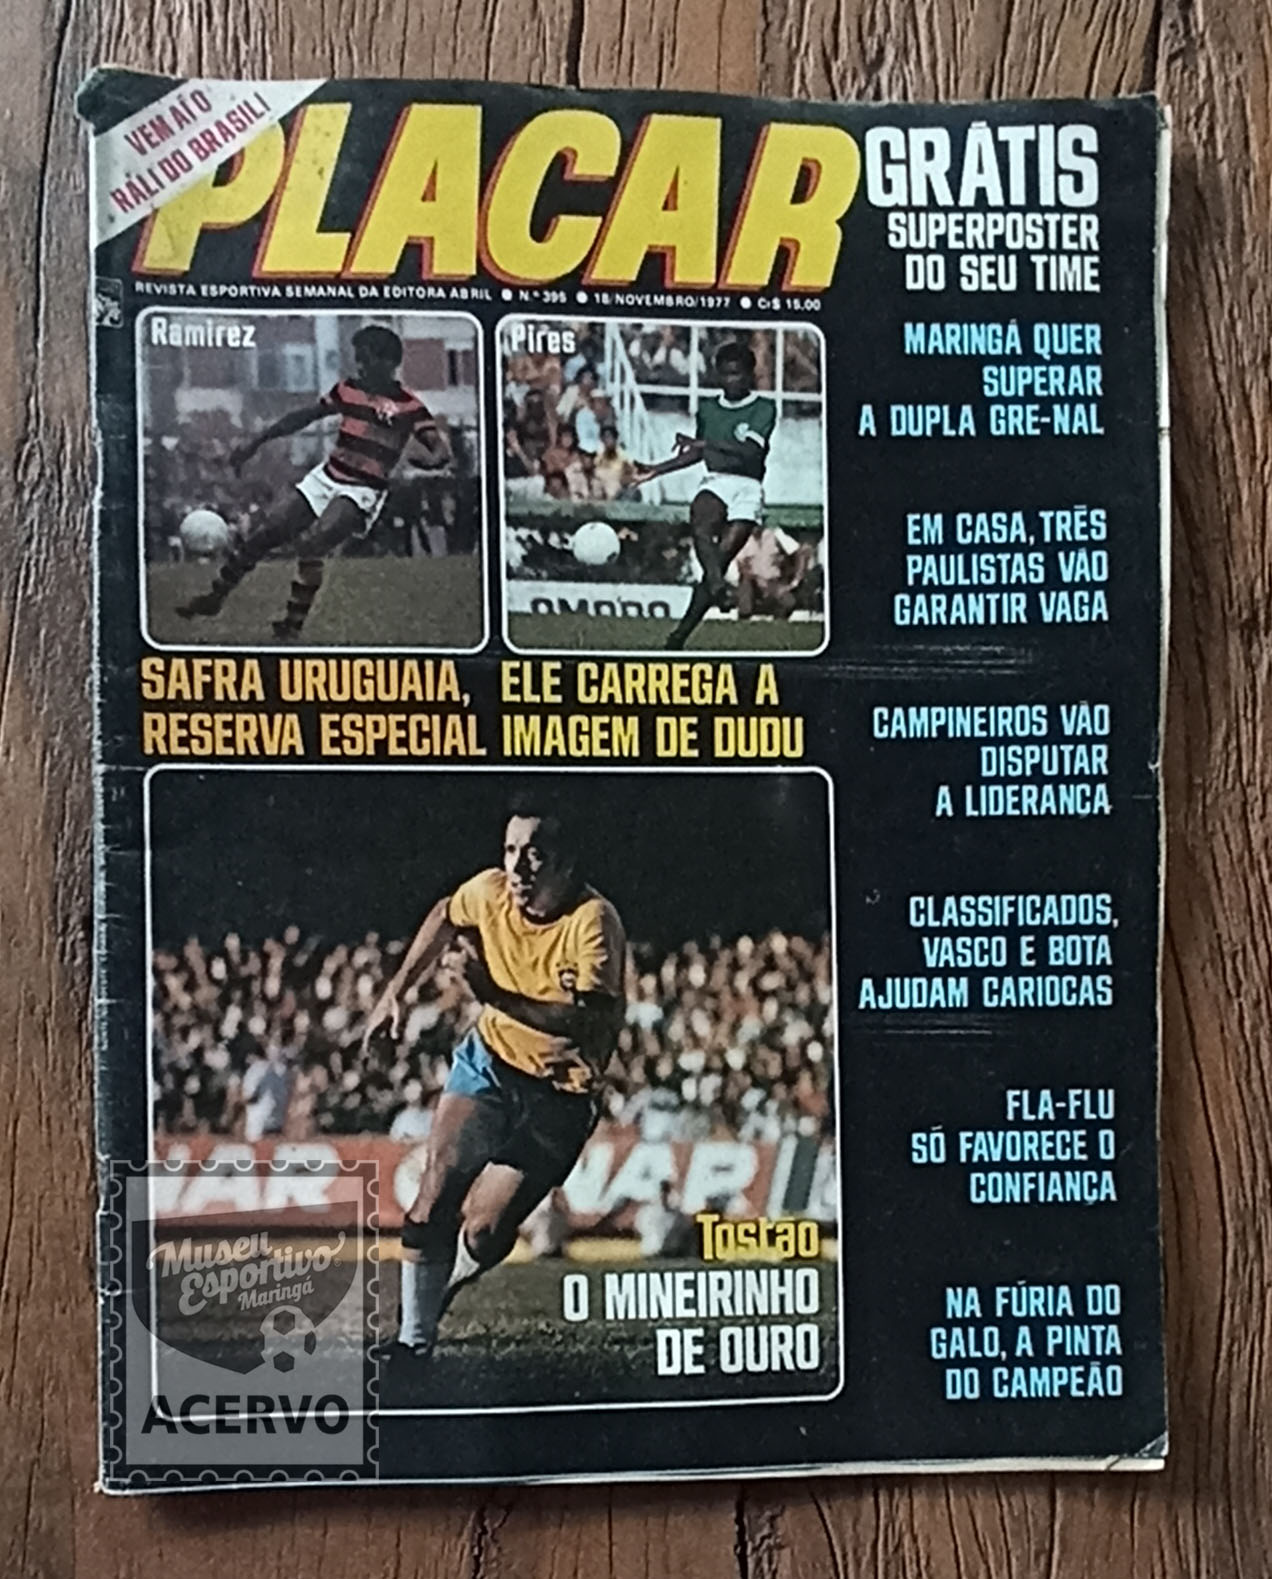 VEM AÍ O
RALI DO BRASIL!
PLACAR
REVISTA ESPORTIVA SEMANAL DA EDITORA ABRIL ● N.º 395 ● 18/NOVEMBRO/1977 ● Cr$ 15,00
GRÁTIS
SUPERPOSTER
DO SEU TIME
Ramirez
Pires
OMODO
SAFRA URUGUAIA,
RESERVA ESPECIAL
ELE CARREGA A
IMAGEM DE DUDU
MARINGÁ QUER
SUPERAR
A DUPLA GRE-NAL
EM CASA, TRÊS
PAULISTAS VÃO
GARANTIR VAGA
CAMPINEIROS VÃO
DISPUTAR
A LIDERANÇA
CLASSIFICADOS,
VASCO E BOTA
AJUDAM CARIOCAS
FLA-FLU
SÓ FAVORECE O
CONFIANÇA
NA FÚRIA DO
GALO, A PINTA
DO CAMPEÃO
NAR
NAR
Tostão
O MINEIRINHO
DE OURO
Museu
Esportivo
Maringá
ACERVO